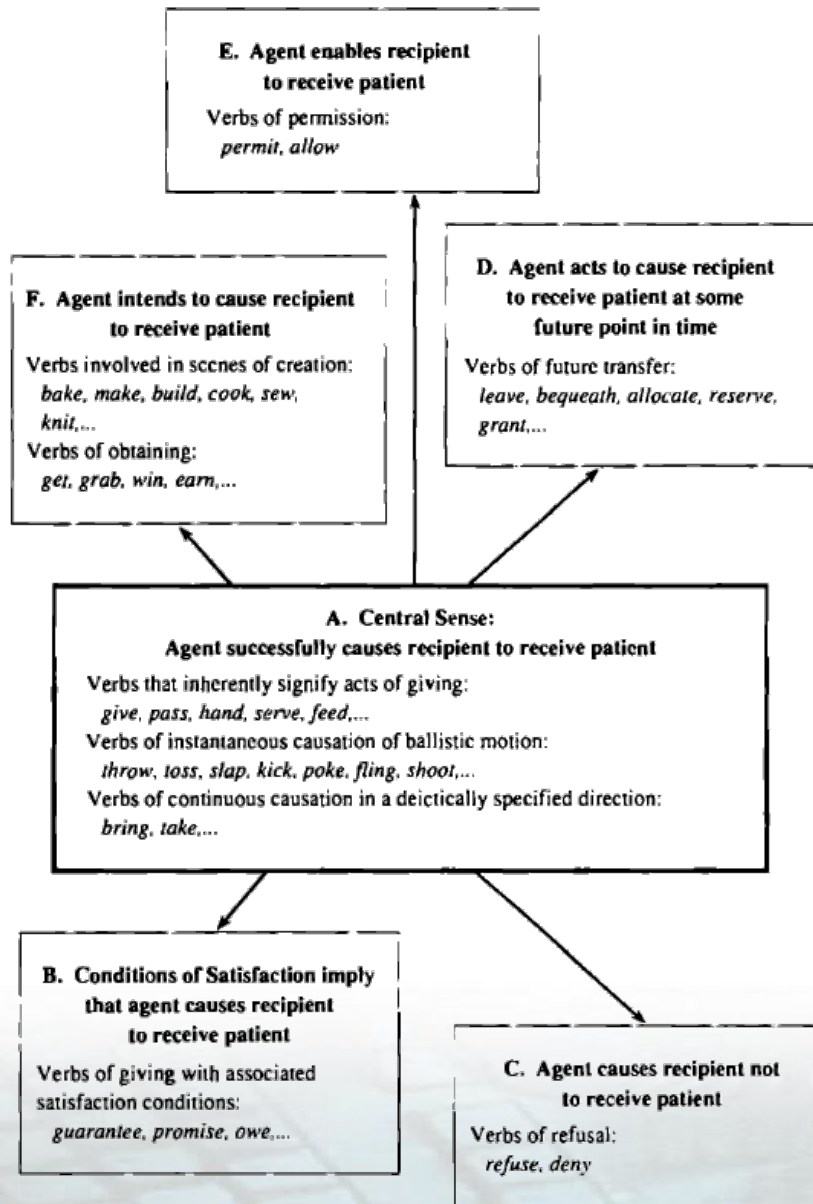 E. Agent enables recipient
to receive patient
Verbs of permission:
permit, allow
D. Agent acts to cause recipient
to receive patient at some
future point in time
Verbs of future transfer:
leave, bequeath, allocate, reserve,
grant,...
F. Agent intends to cause recipient
to receive patient
Verbs involved in scenes of creation:
bake, make, build, cook, sew,
knit,...
Verbs of obtaining:
get, grab, win, earn,...
A. Central Sense:
Agent successfully causes recipient to receive patient
Verbs that inherently signify acts of giving:
give, pass, hand, serve, feed,...
Verbs of instantaneous causation of ballistic motion:
throw, toss, slap, kick, poke, fling, shoot,...
Verbs of continuous causation in a deictically specified direction:
bring, take,...
B. Conditions of Satisfaction imply
that agent causes recipient
to receive patient
Verbs of giving with associated
satisfaction conditions:
guarantee, promise, owe,...
C. Agent causes recipient not
to receive patient
Verbs of refusal:
refuse, deny